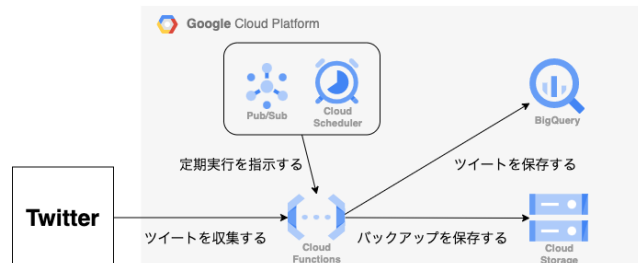 Google Cloud Platform
Pub/Sub
Cloud
Scheduler
BigQuery
定期実行を指示する
ツイートを保存する
Twitter
ツイートを収集する
Cloud
Functions
バックアップを保存する
Cloud
Storage